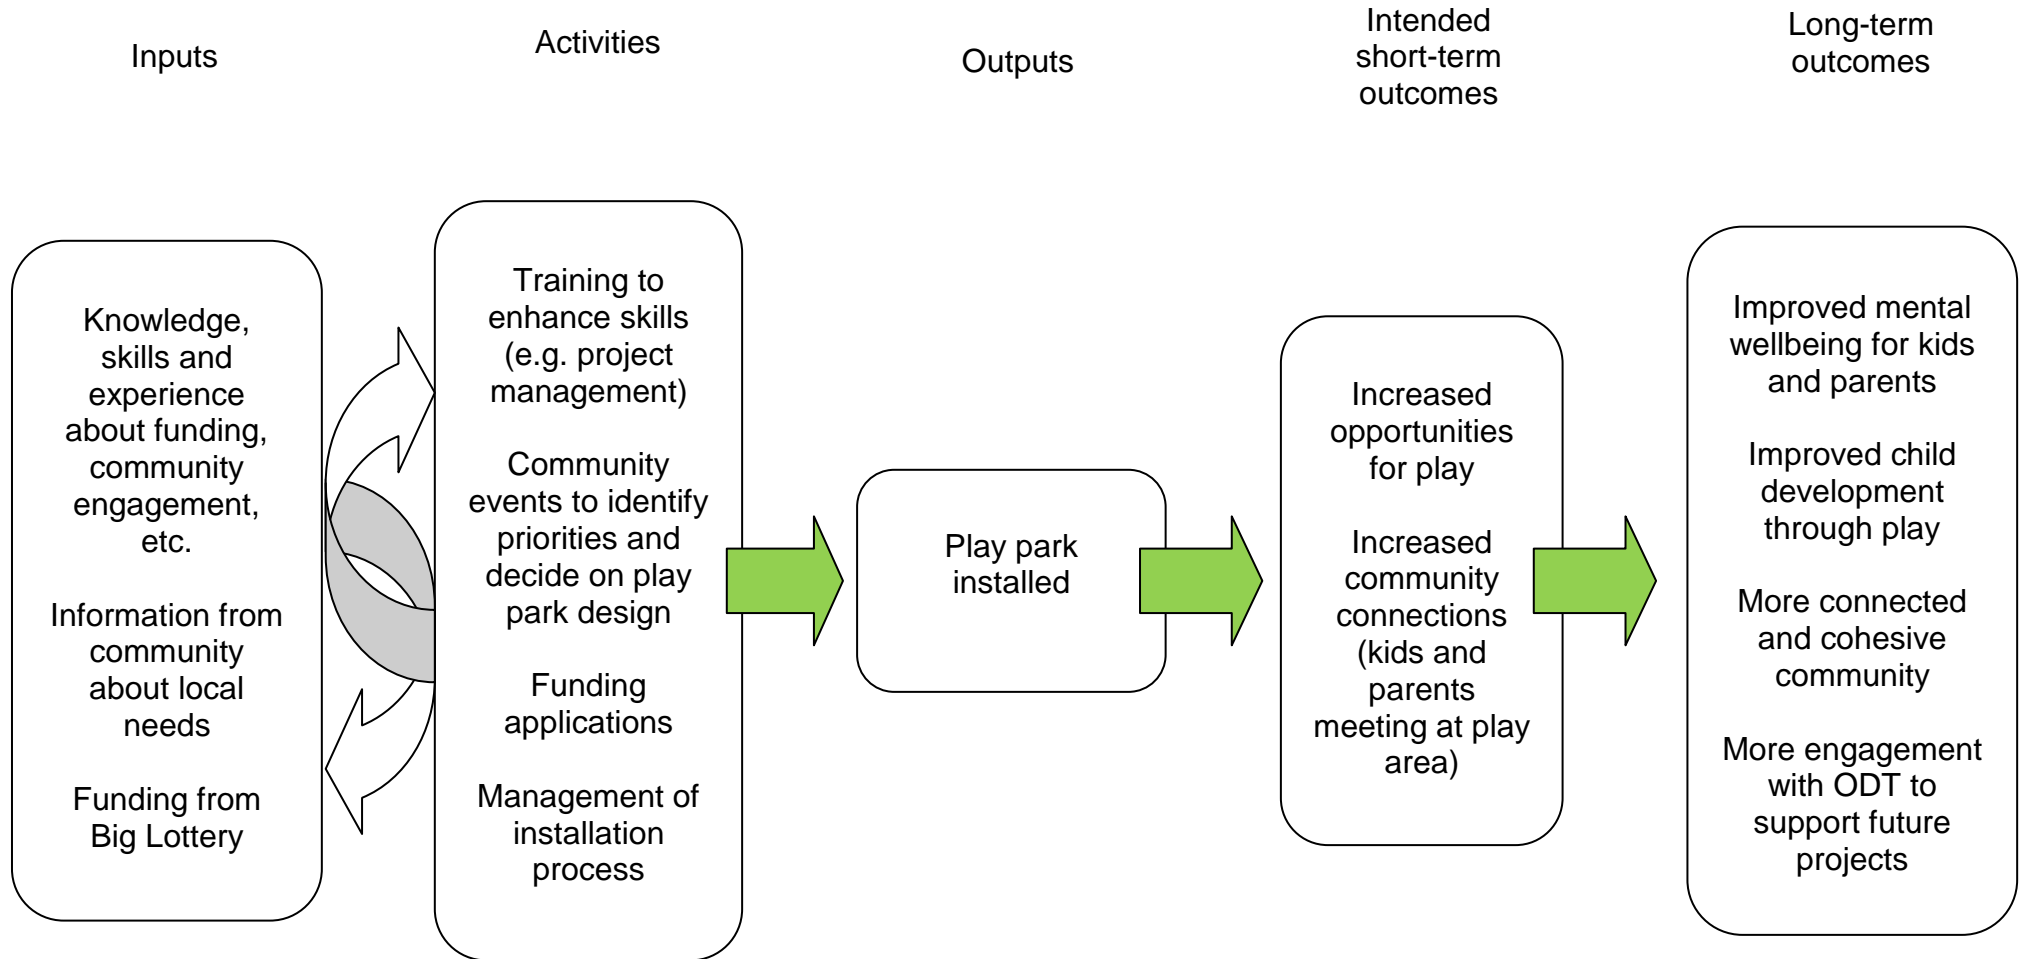 Inputs
Activities
Outputs
Intended
short-term
outcomes
Long-term
outcomes
Knowledge,
skills and
experience
about funding,
community
engagement,
etc.
Information from
community
about local
needs
Funding from
Big Lottery
Training to
enhance skills
(e.g. project
management)
Community
events to identify
priorities and
decide on play
park design
Funding
applications
Management of
installation
process
Play park
installed
Increased
opportunities
for play
Increased
community
connections
(kids and
parents
meeting at play
area)
Improved mental
wellbeing for kids
and parents
Improved child
development
through play
More connected
and cohesive
community
More engagement
with ODT to
support future
projects